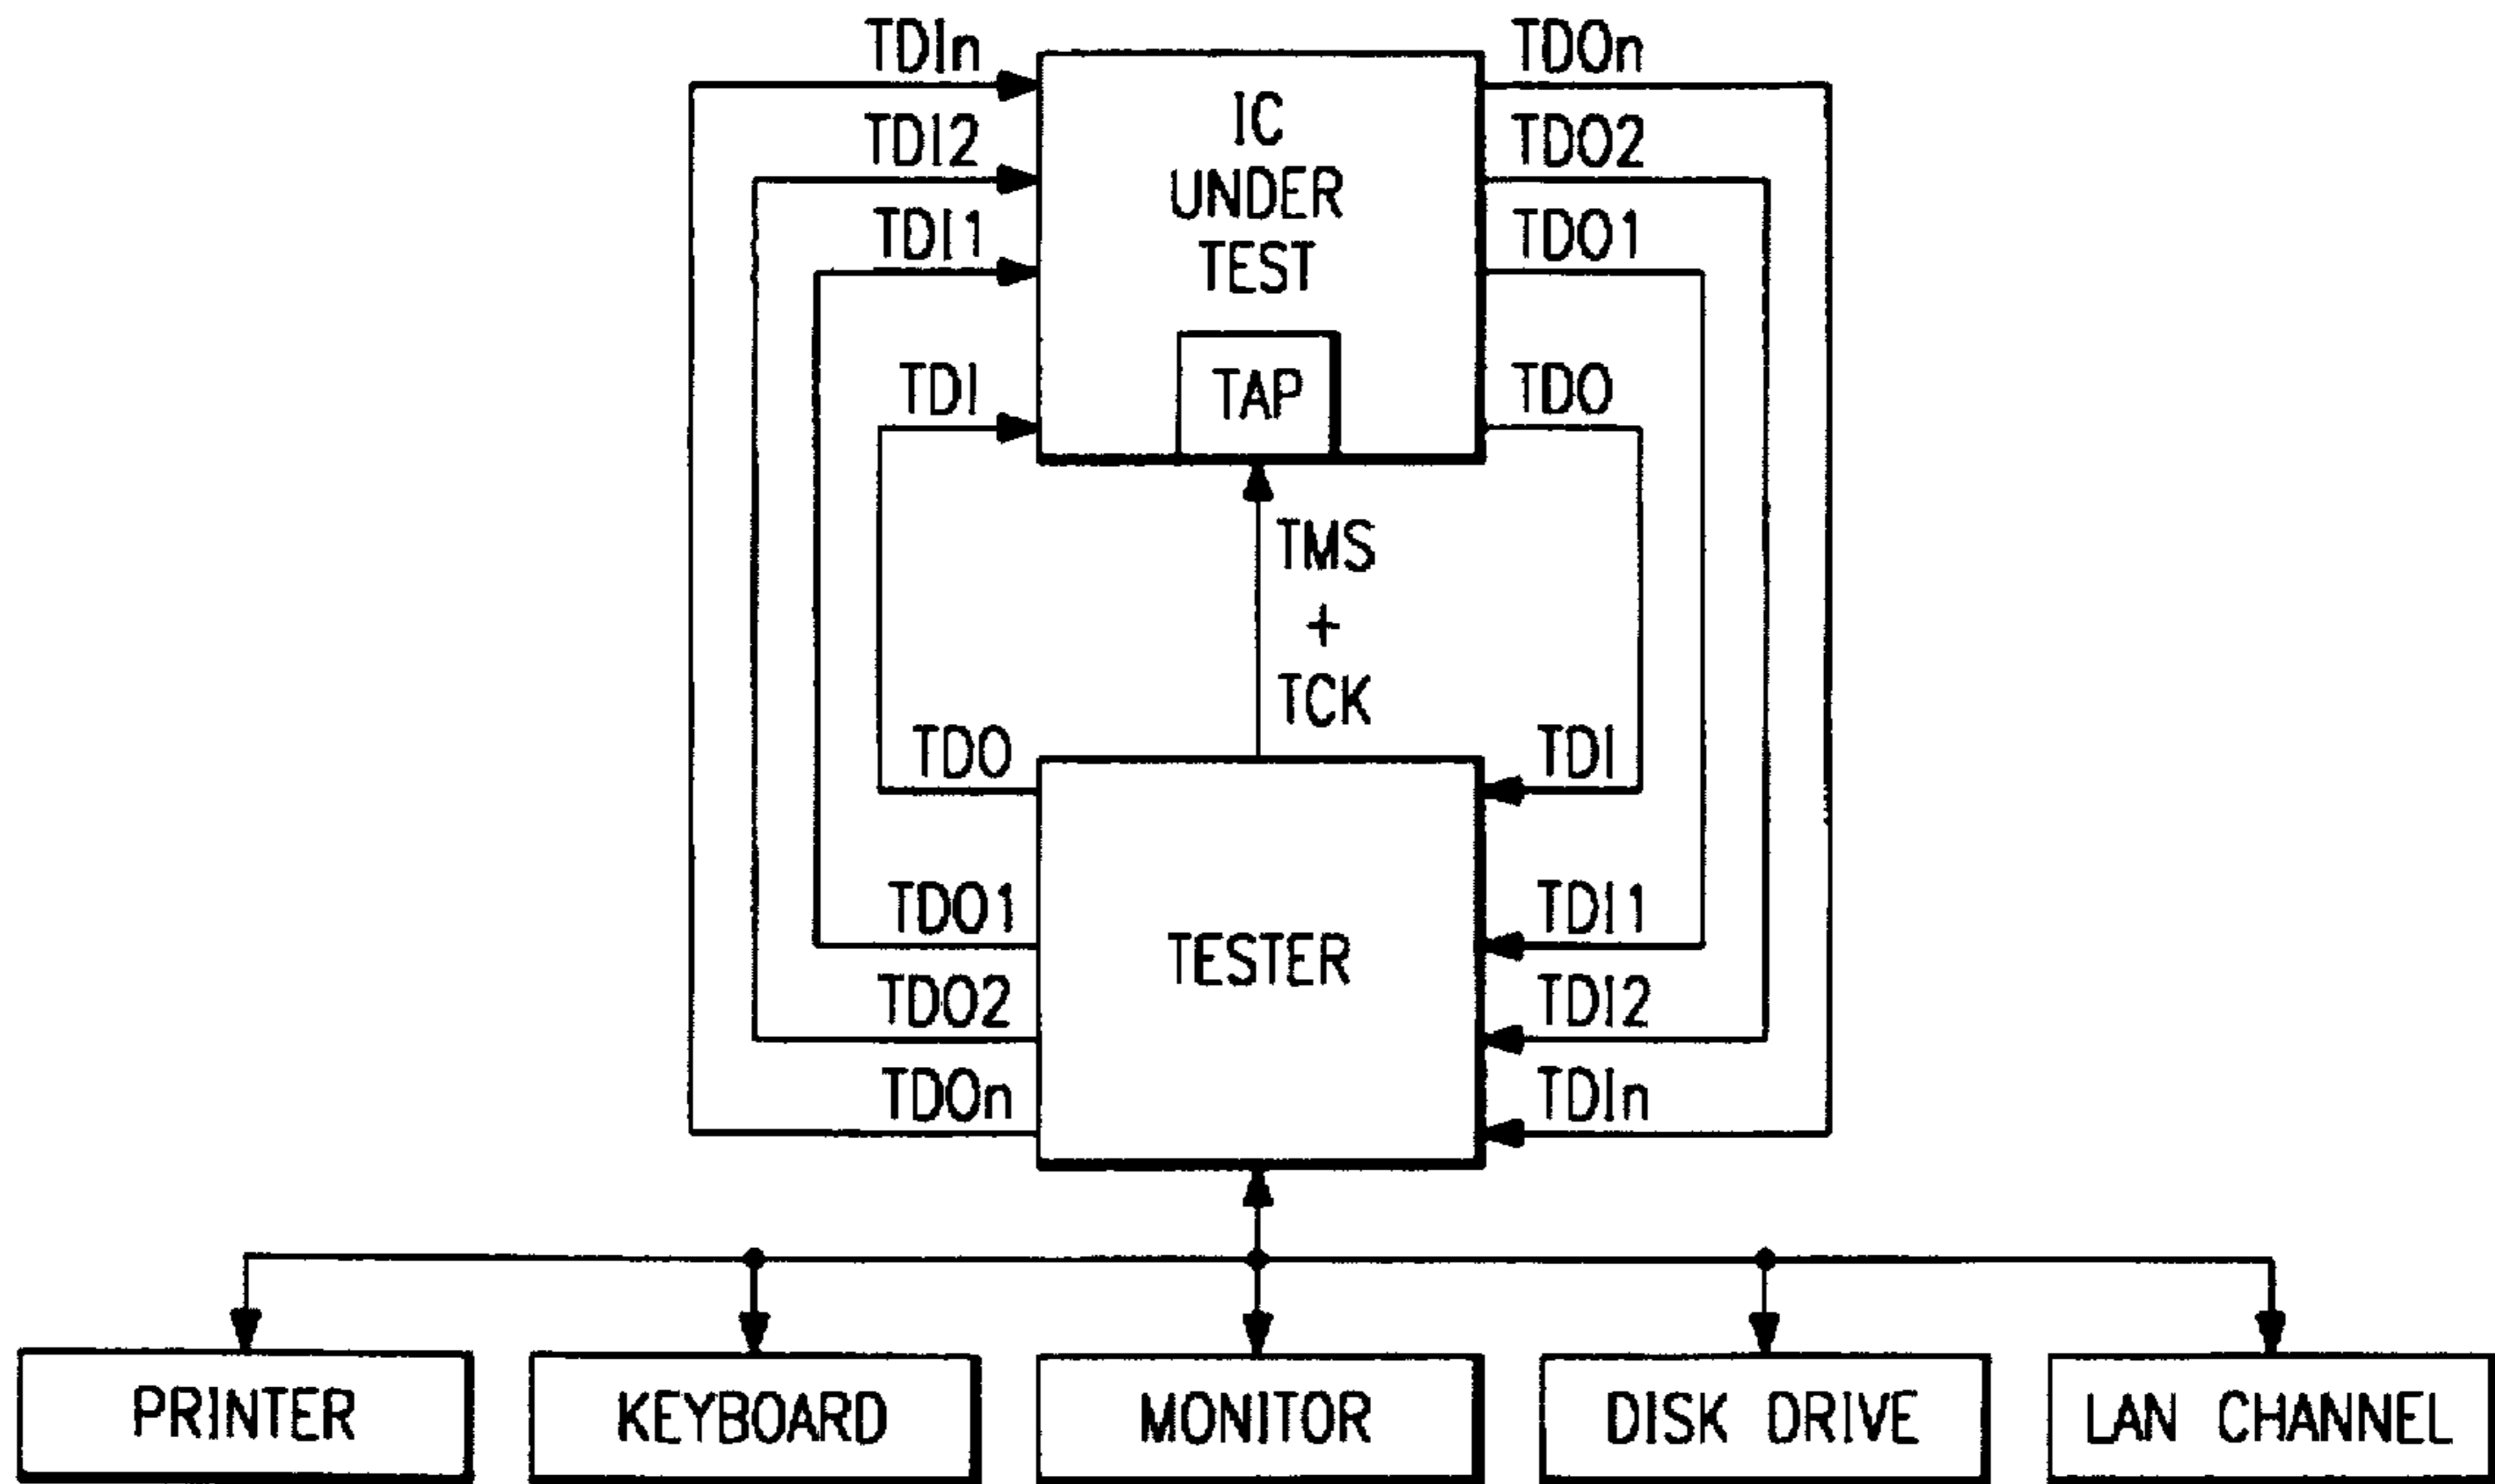 TDIn
TDOn
IC
UNDER
TEST
TDI2
TDO2
TDI1
TDO1
TDI
TAP
TDO
TMS
+
TCK
TDO
TDI
TDO1
TDI1
TESTER
TDO2
TDI2
TDOn
TDIn
PRINTER
KEYBOARD
MONITOR
DISK DRIVE
LAN CHANNEL